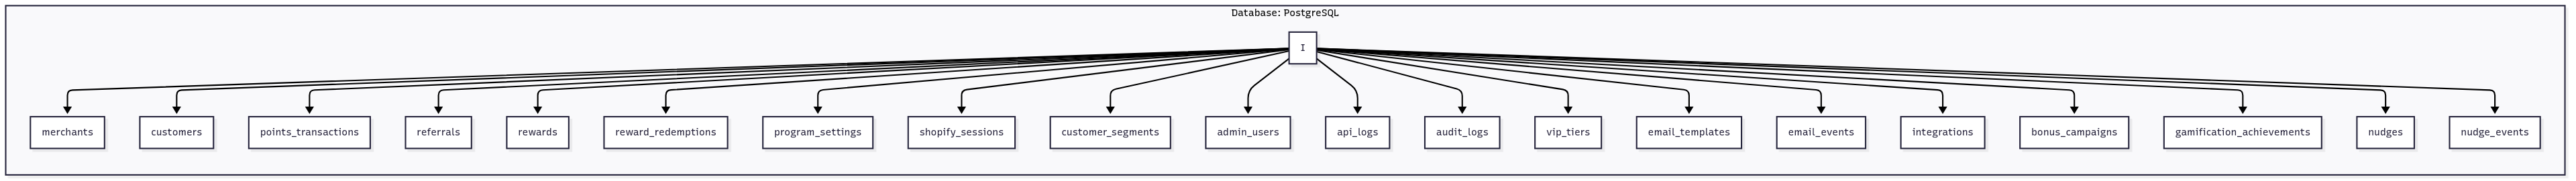 Database: PostgreSQL
I
merchants
customers
points_transactions
referrals
rewards
reward_redemptions
program_settings
shopify_sessions
customer_segments
admin_users
api_logs
audit_logs
vip_tiers
email_templates
email_events
integrations
bonus_campaigns
gamification_achievements
nudges
nudge_events